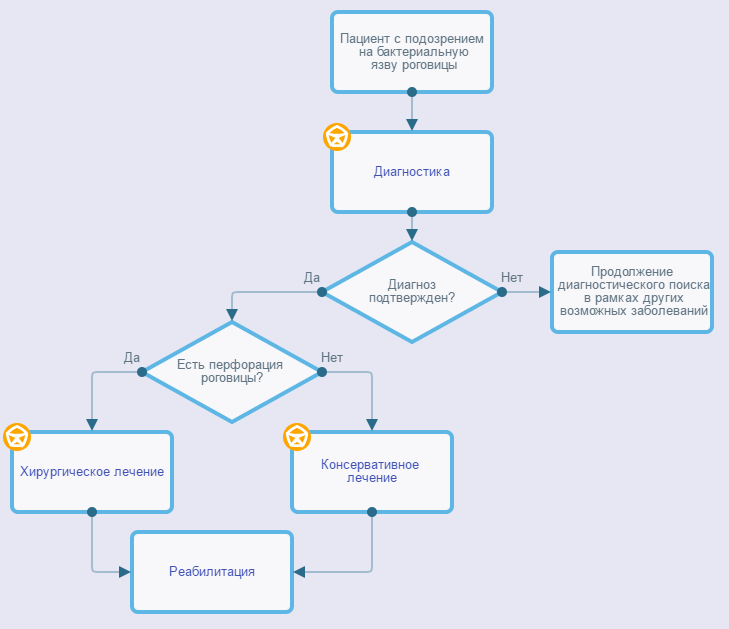 Пациент с подозрением
на бактериальную
язву роговицы
Диагностика
Диагноз
подтвержден?
Да
Нет
Продолжение
диагностического поиска
в рамках других
возможных заболеваний
Есть перфорация
роговицы?
Да
Нет
Хирургическое лечение
Консервативное
лечение
Реабилитация